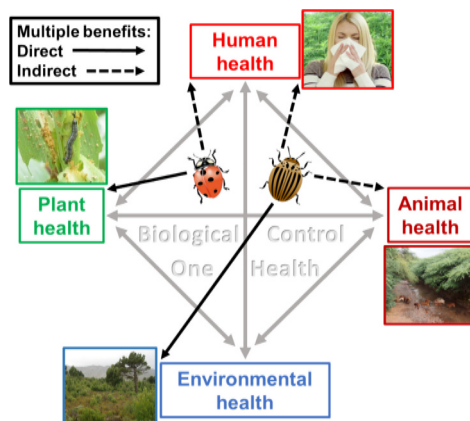 Multiple benefits:
Direct
Indirect
Human
health
Plant
health
Animal
health
Biological Control
One Health
Environmental
health